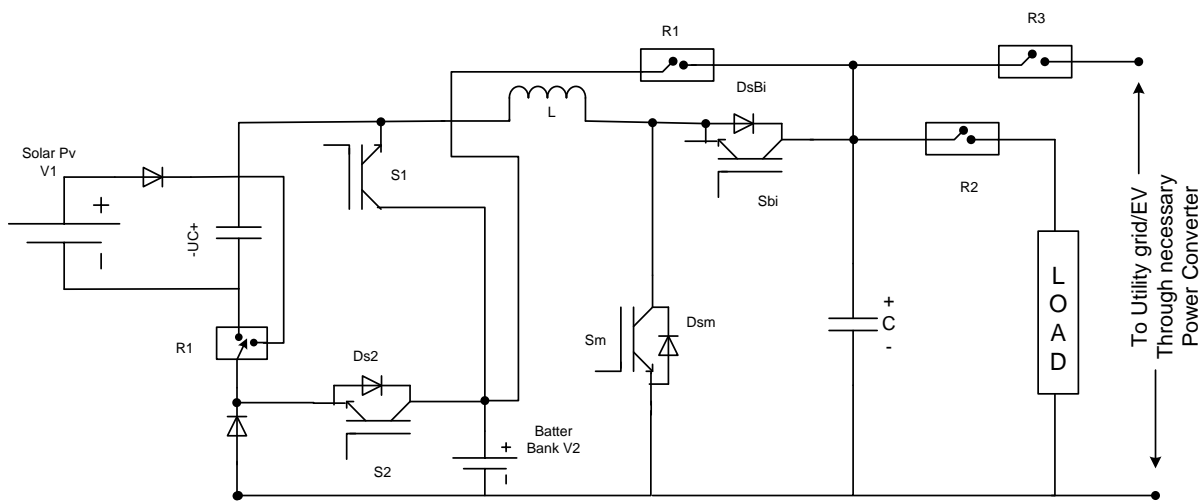 R1
R3
DsBi
L
Solar Pv
V1
S1
R2
Sbi
-UC+
L
O
A
D
To Utility grid/EV
Through necessary
Power Converter
+
C
-
R1
Sm
Dsm
Ds2
+
Batter
Bank V2
S2